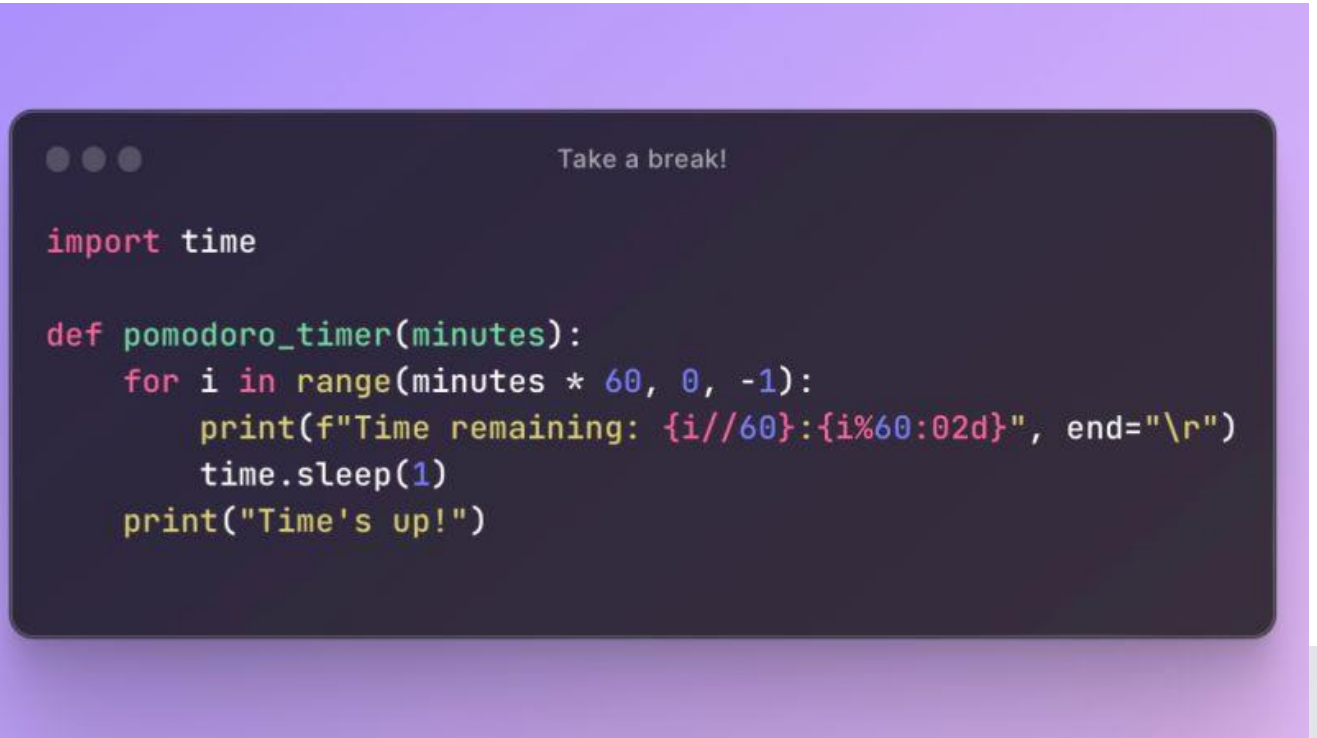 Take a break!
import time
def pomodoro_timer(minutes):
    for i in range(minutes * 60, 0, -1):
        print(f"Time remaining: {i//60}:{i%60:02d}", end="\r")
        time.sleep(1)
    print("Time's up!")